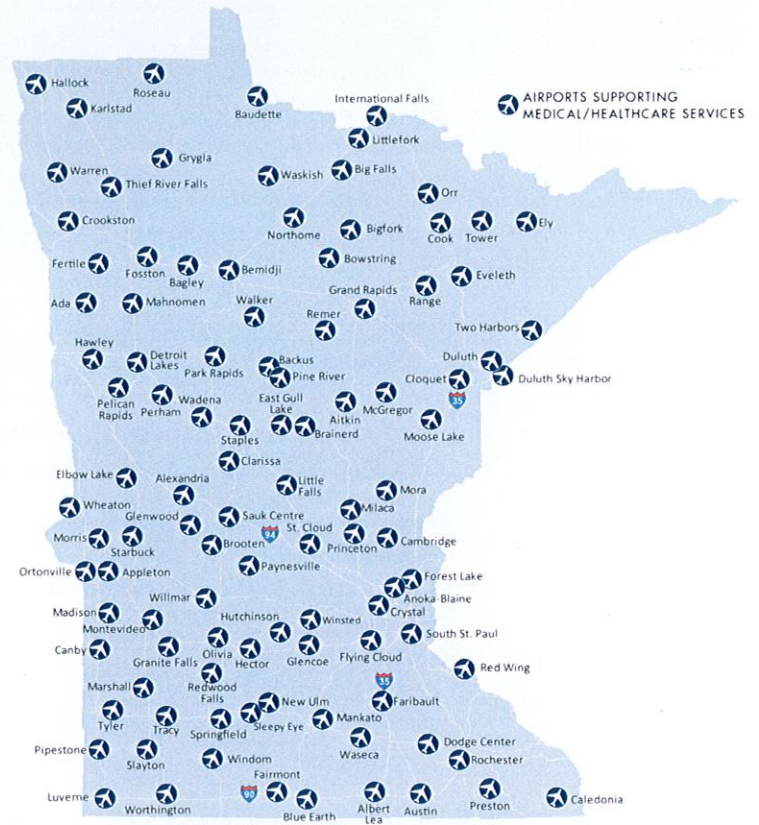 Hallock
Roseau
Karlstad
Baudette
International Falls
AIRPORTS SUPPORTING
MEDICAL/HEALTHCARE SERVICES
Littlefork
Grygla
Warren
Thief River Falls
Waskish
Big Falls
Orr
Crookston
Northome
Bigfork
Cook
Tower
Ely
Fertile
Fosston
Bagley
Bemidji
Bowstring
Eveleth
Ada
Mahnomen
Walker
Grand Rapids
Range
Remer
Two Harbors
Hawley
Detroit
Lakes
Park Rapids
Backus
Pine River
Duluth
Cloquet
Duluth Sky Harbor
Pelican
Rapids
Perham
Wadena
East Gull
Lake
Aitkin
McGregor
35
Staples
Brainerd
Moose Lake
Clarissa
Elbow Lake
Alexandria
Little
Falls
Mora
Wheaton
Glenwood
Sauk Centre
Milaca
Morris
Starbuck
Brooten
94
St. Cloud
Princeton
Cambridge
Ortonville
Appleton
Paynesville
Forest Lake
Anoka-Blaine
Willmar
Crystal
Madison
Montevideo
Hutchinson
Winsted
South St. Paul
Canby
Granite Falls
Olivia
Hector
Glencoe
Flying Cloud
Red Wing
Marshall
Redwood
Falls
35
New Ulm
Faribault
Tyler
Tracy
Springfield
Sleepy Eye
Mankato
Waseca
Dodge Center
Pipestone
Slayton
Windom
Rochester
Luverne
Worthington
90
Fairmont
Blue Earth
Albert
Lea
Austin
Preston
Caledonia